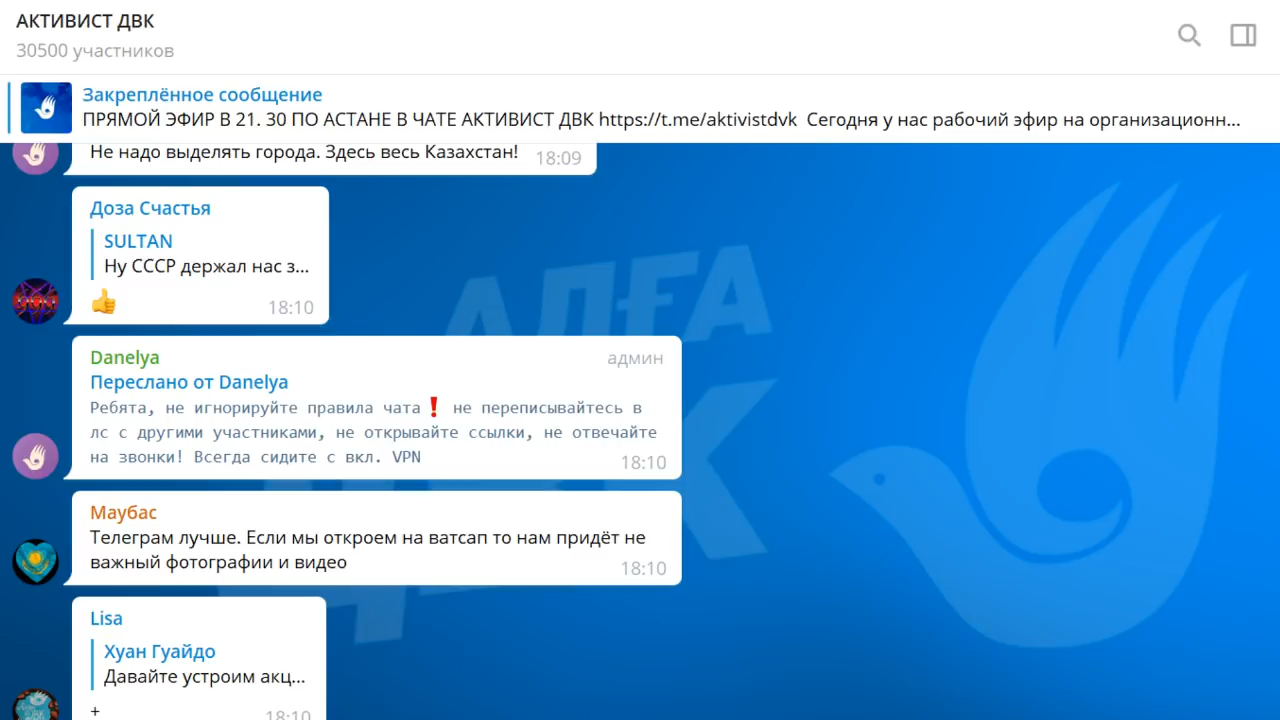 АКТИВИСТ ДВК
30500 участников
Закреплённое сообщение
ПРЯМОЙ ЭФИР В 21. 30 ПО АСТАНЕ В ЧАТЕ АКТИВИСТ ДВК https://t.me/aktivistdvk Сегодня у нас рабочий эфир на организационн...
Не надо выделять города. Здесь весь Казахстан! 18:09
Доза Счастья
SULTAN
Ну СССР держал нас з...
👍 18:10
Danelya админ
Переслано от Danelya
Ребята, не игнорируйте правила чата❗ не переписывайтесь в
лс с другими участниками, не открывайте ссылки, не отвечайте
на звонки! Всегда сидите с вкл. VPN 18:10
Маубас
Телеграм лучше. Если мы откроем на ватсап то нам придёт не
важный фотографии и видео 18:10
Lisa
Хуан Гуайдо
Давайте устроим акц...
+ 18:10
АЛҒА
ДВК